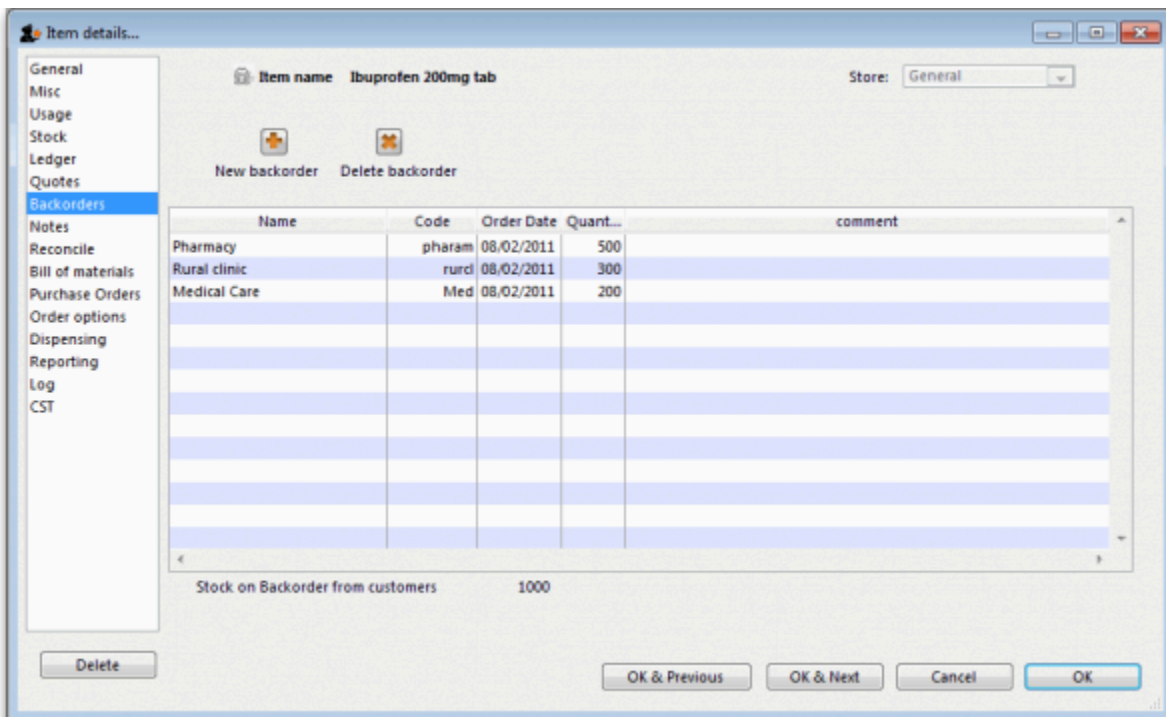 Item details...
General
Misc
Usage
Stock
Ledger
Quotes
Backorders
Notes
Reconcile
Bill of materials
Purchase Orders
Order options
Dispensing
Reporting
Log
CST
Item name Ibuprofen 200mg tab
Store: General
New backorder Delete backorder
Name Code Order Date Quant... comment
Pharmacy pharam 08/02/2011 500
Rural clinic rurcl 08/02/2011 300
Medical Care Med 08/02/2011 200
Stock on Backorder from customers 1000
Delete
OK & Previous OK & Next Cancel OK